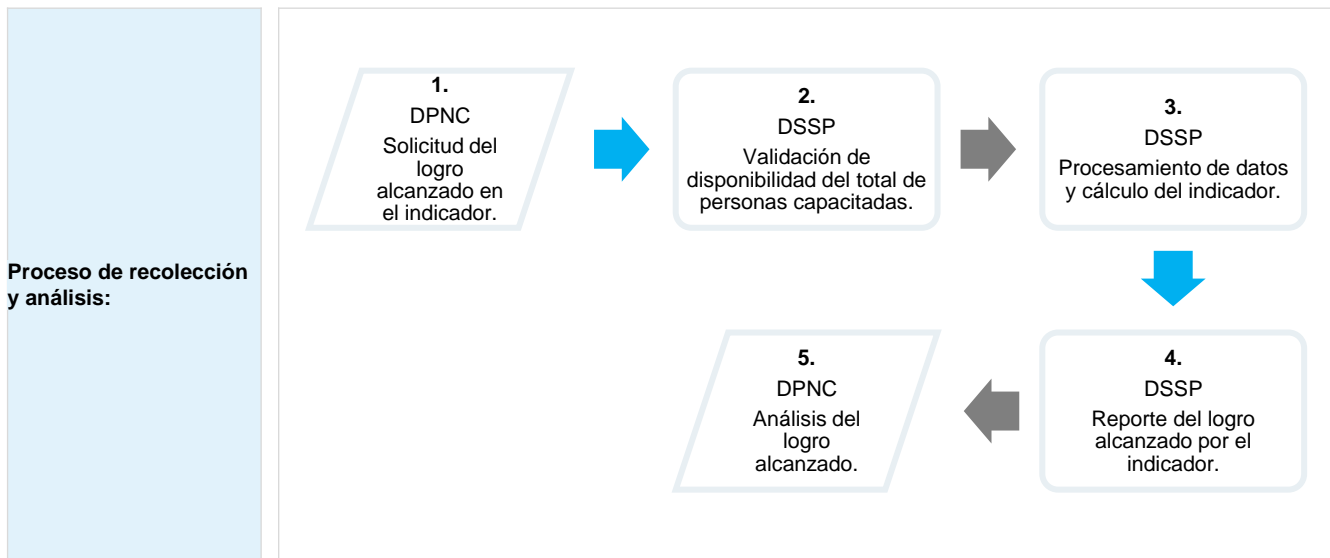 Proceso de recolección
y análisis:
1.
DPNC
Solicitud del
logro
alcanzado en
el indicador.
2.
DSSP
Validación de
disponibilidad del total de
personas capacitadas.
3.
DSSP
Procesamiento de datos
y cálculo del indicador.
4.
DSSP
Reporte del logro
alcanzado por el
indicador.
5.
DPNC
Análisis del
logro
alcanzado.